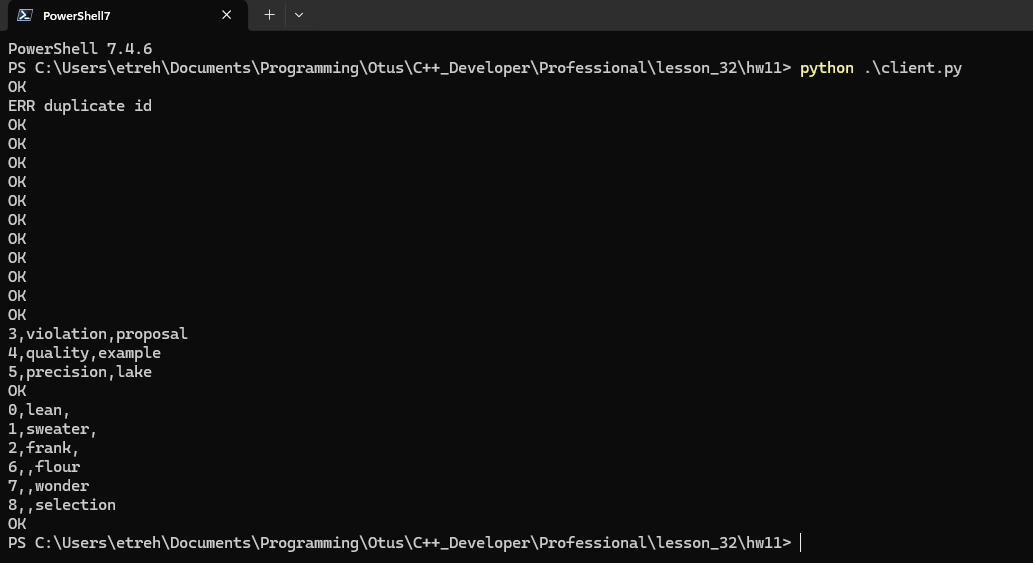 PowerShell7
PowerShell 7.4.6
PS C:\Users\etreh\Documents\Programming\Otus\C++_Developer\Professional\lesson_32\hw11> python .\client.py
OK
ERR duplicate id
OK
OK
OK
OK
OK
OK
OK
OK
OK
OK
OK
3,violation,proposal
4,quality,example
5,precision,lake
OK
0,lean,
1,sweater,
2,frank,
6,,flour
7,,wonder
8,,selection
OK
PS C:\Users\etreh\Documents\Programming\Otus\C++_Developer\Professional\lesson_32\hw11>